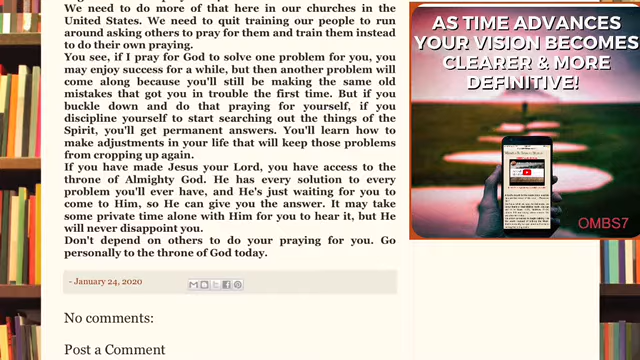 We need to do more of that here in our churches in the
United States. We need to quit training our people to run
around asking others to pray for them and train them instead
to do their own praying.
You see, if I pray for God to solve one problem for you, you
may enjoy success for a while, but then another problem will
come along because you'll still be making the same old
mistakes that got you in trouble the first time. But if you
buckle down and do that praying for yourself, if you
discipline yourself to start searching out the things of the
Spirit, you'll get permanent answers. You'll learn how to
make adjustments in your life that will keep those problems
from cropping up again.
If you have made Jesus your Lord, you have access to the
throne of Almighty God. He has every solution to every
problem you'll ever have, and He's just waiting for you to
come to Him, so He can give you the answer. It may take
some private time alone with Him for you to hear it, but He
will never disappoint you.
Don't depend on others to do your praying for you. Go
personally to the throne of God today.
- January 24, 2020
No comments:
Post a Comment
AS TIME ADVANCES
YOUR VISION BECOMES
CLEARER & MORE
DEFINITIVE!
OMBS7